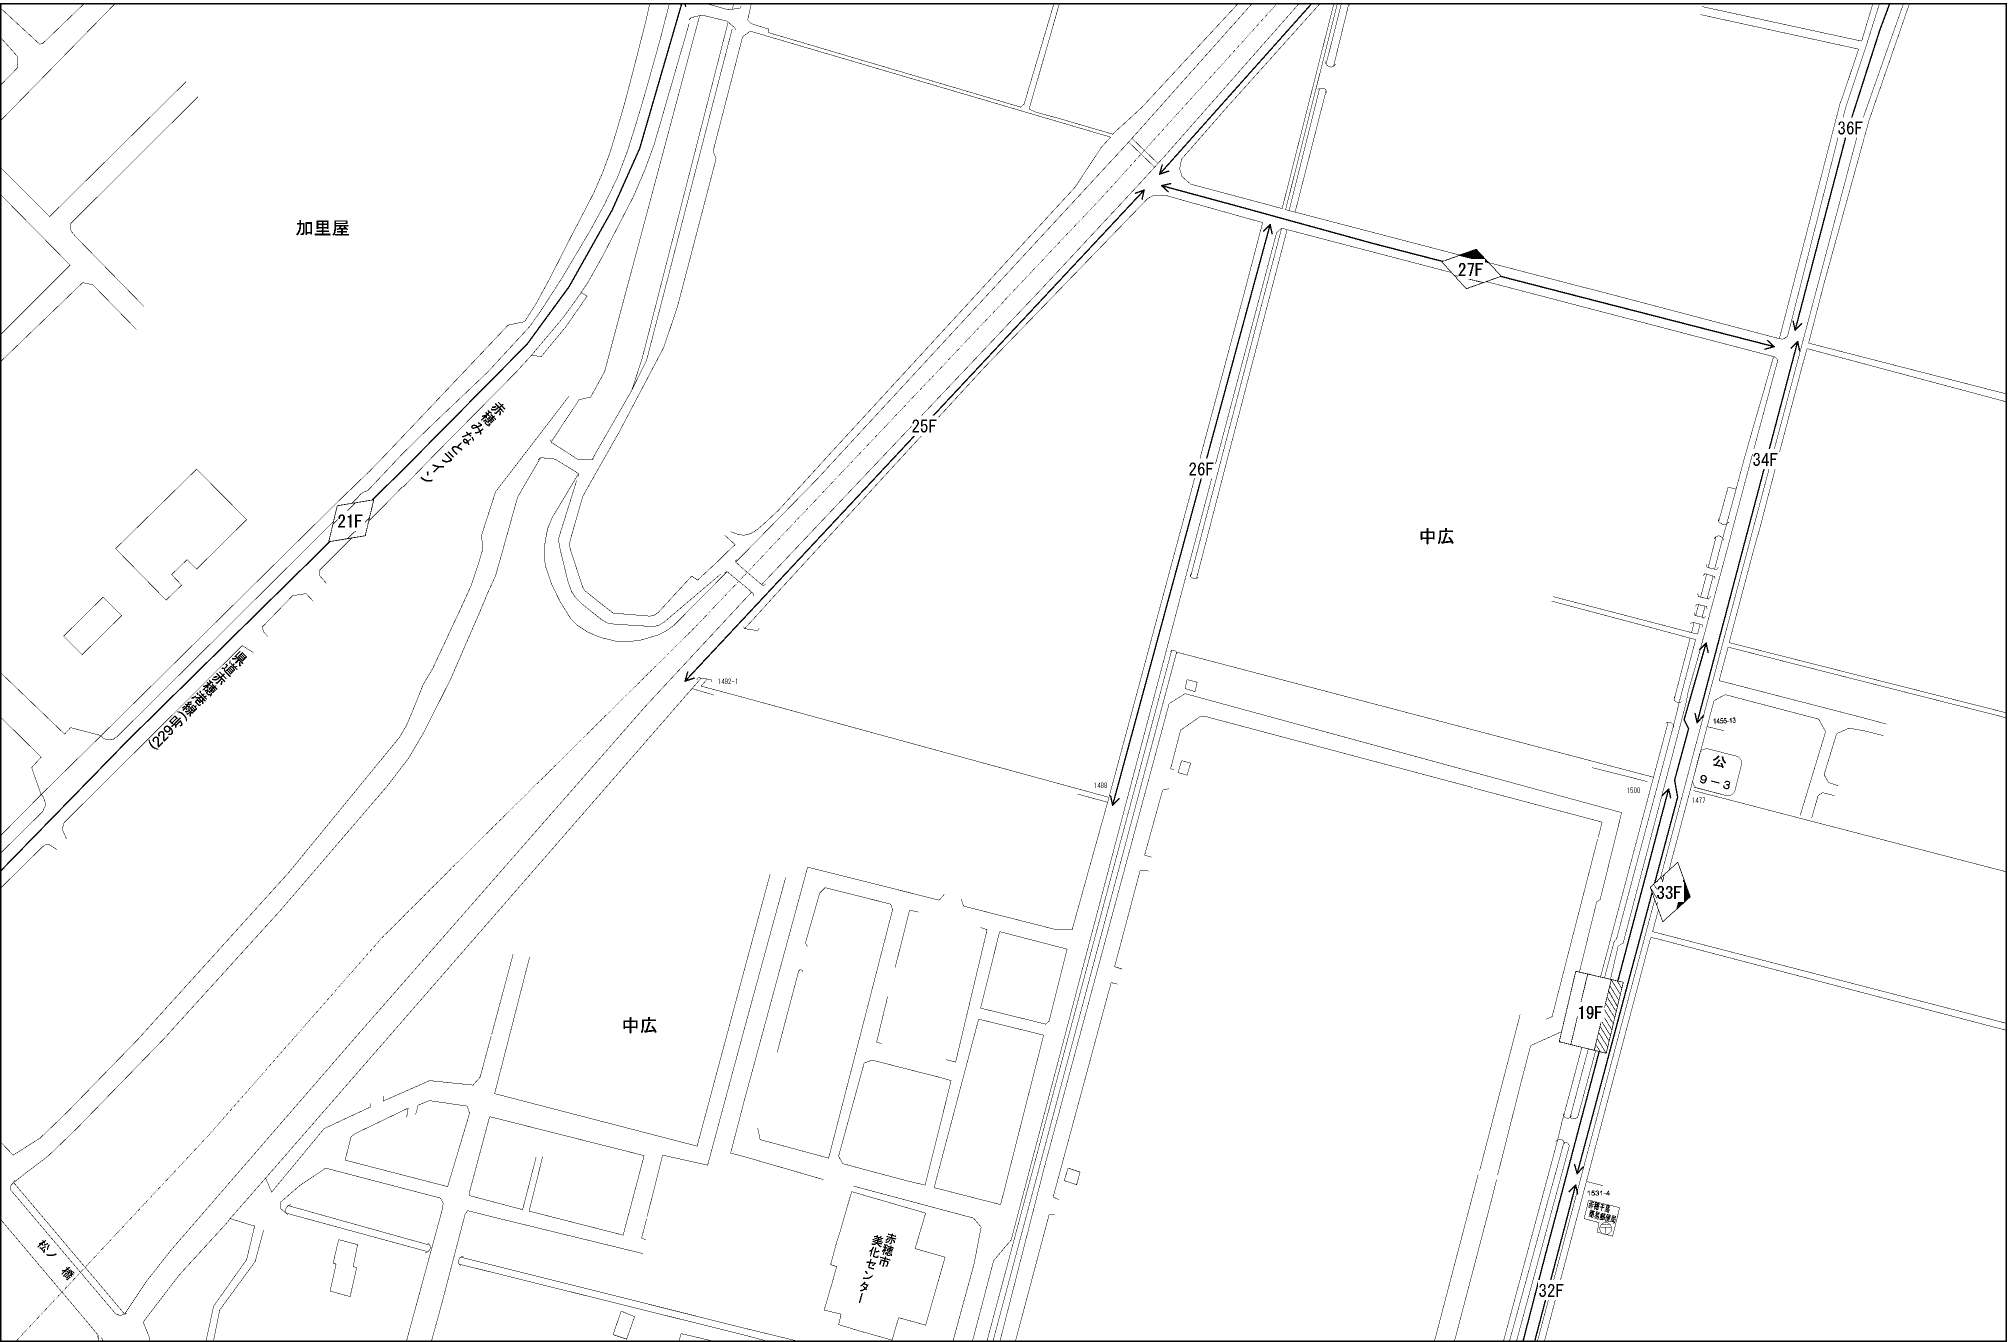 36F
加里屋
27F
赤穂みなとライン
25F
26F
34F
21F
中広
県道赤穂港線(229号)
1492-1
1455-13
公
9-3
1488
1500
1477
33F
19F
中広
1531-4
赤穂市
美化センター
松ノ橋
32F